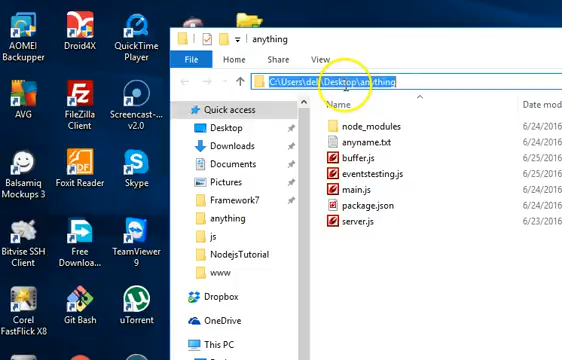 AOMEI
Backupper
Droid4X
QuickTime
Player
AVG
FileZilla
Client
Screencast-...
v2.0
Balsamiq
Mockups 3
Foxit Reader
Skype
Bitvise SSH
Client
Free
Downloa...
TeamViewer
9
Corel
FastFlick X8
Git Bash
uTorrent
anything
File
Home
Share
View
C:\Users\dell\Desktop\anything
Quick access
Desktop
Downloads
Documents
Pictures
Framework7
anything
js
NodejsTutorial
www
Dropbox
OneDrive
This PC
Name
Date mod
node_modules
6/24/2016
anyname.txt
6/24/2016
buffer.js
6/25/2016
eventstesting.js
6/25/2016
main.js
6/24/2016
package.json
6/24/2016
server.js
6/23/2016